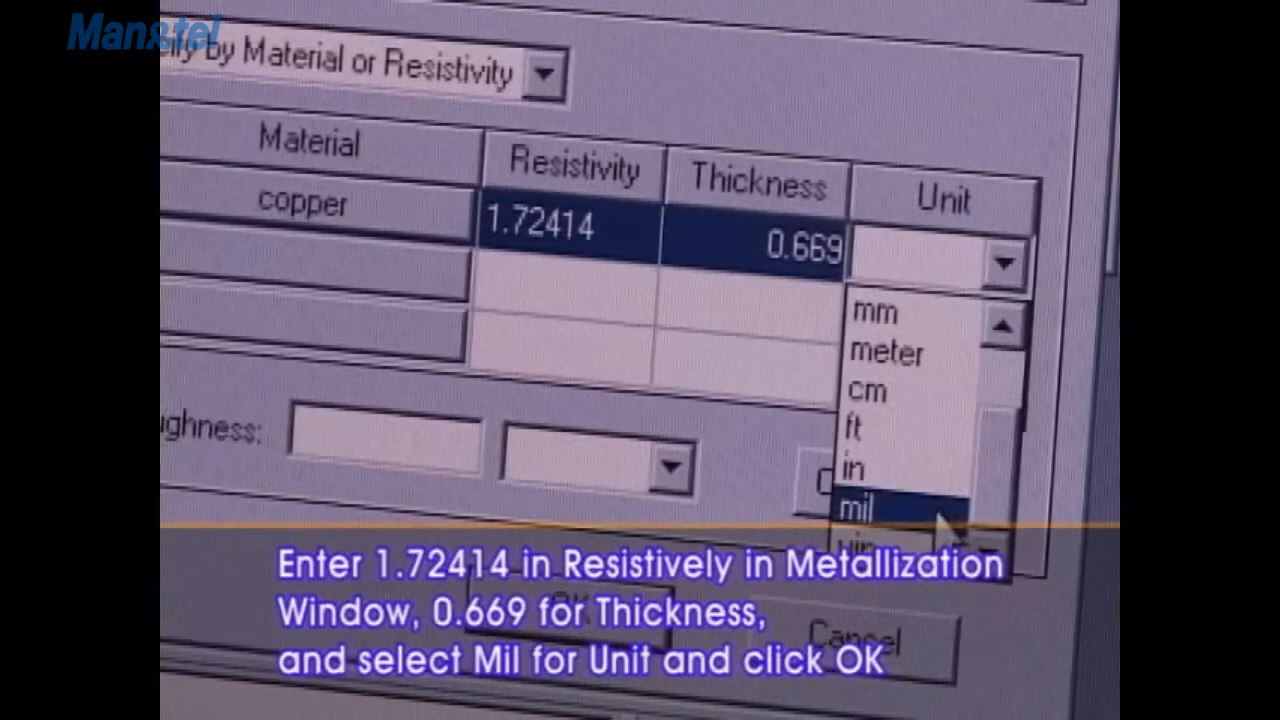 Man&tel
by Material or Resistivity
Material
Resistivity
Thickness
Unit
copper
1.72414
0.669
mm
meter
cm
ft
in
mil
ughness:
OK
Cancel
Enter 1.72414 in Resistively in Metallization
Window, 0.669 for Thickness,
and select Mil for Unit and click OK